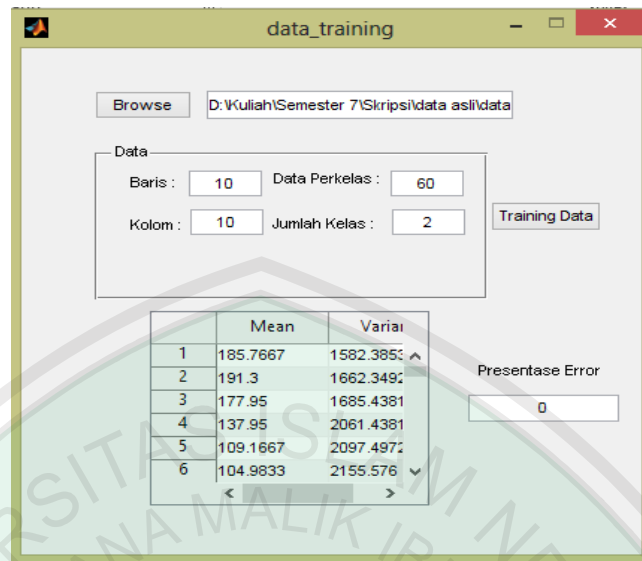 data_training
Browse D:\Kuliah\Semester 7\Skripsi\data asli\data
Data
Baris : 10 Data Perkelas : 60
Kolom : 10 Jumlah Kelas : 2
Training Data
Mean Varia
1 185.7667 1582.3853
2 191.3 1662.3492
3 177.95 1685.4381
4 137.95 2061.4381
5 109.1667 2097.4972
6 104.9833 2155.576
Presentase Error
0